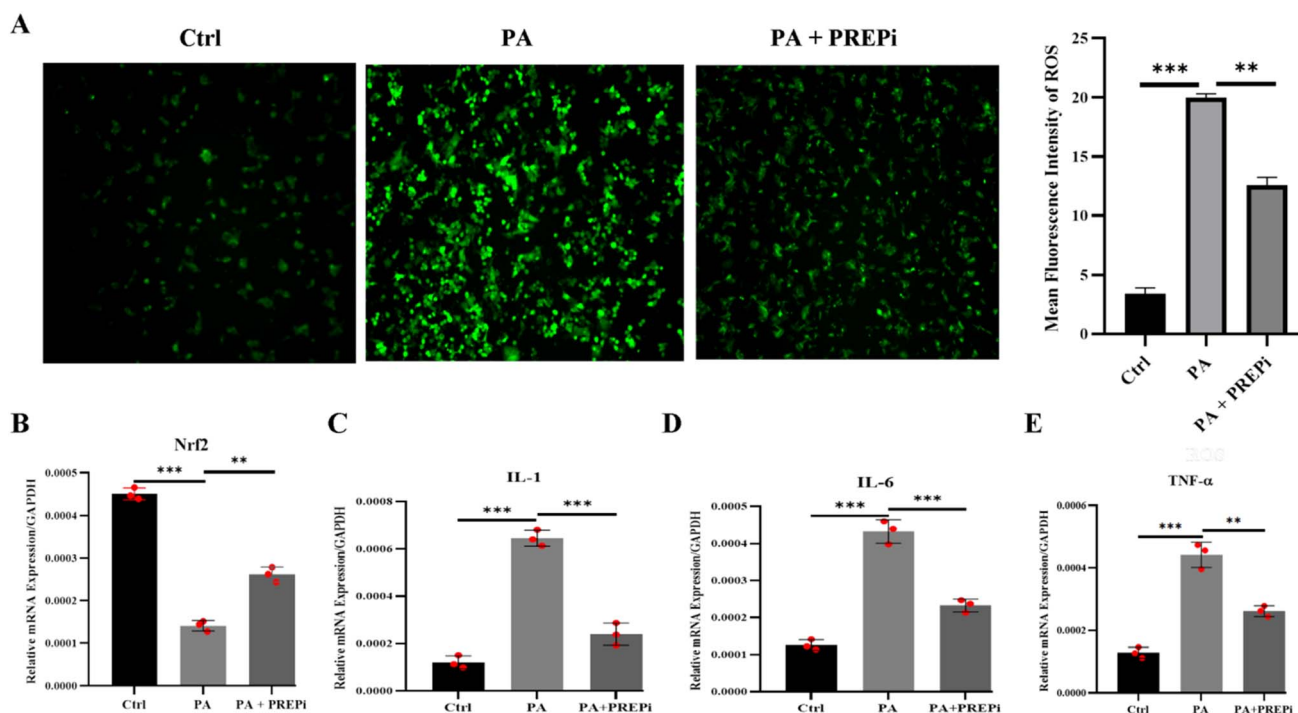 A
Ctrl
PA
PA + PREPi
Mean Fluorescence Intensity of ROS
25
20
15
10
5
0
***
**
Ctrl
PA
PA + PREPi
B
Nrf2
Relative mRNA Expression/GAPDH
0.0005
0.0004
0.0003
0.0002
0.0001
0.0000
***
**
Ctrl
PA
PA + PREPi
C
IL-1
Relative mRNA Expression/GAPDH
0.0008
0.0006
0.0004
0.0002
0.0000
***
***
Ctrl
PA
PA+PREPi
D
IL-6
Relative mRNA Expression/GAPDH
0.0005
0.0004
0.0003
0.0002
0.0001
0.0000
***
***
Ctrl
PA
PA+PREPi
E
TNF-α
Relative mRNA Expression/GAPDH
0.0006
0.0004
0.0002
0.0000
***
**
Ctrl
PA
PA+PREPi